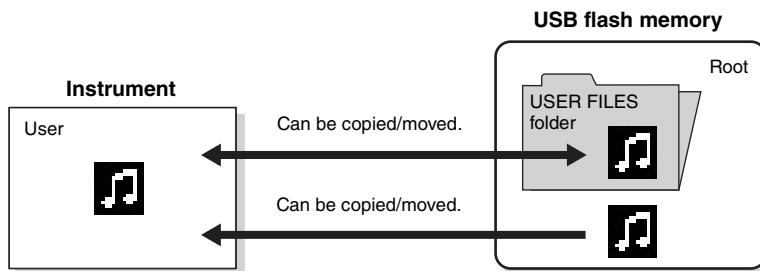 USB flash memory
Root
Instrument
USER FILES
folder
User
Can be copied/moved.
Can be copied/moved.